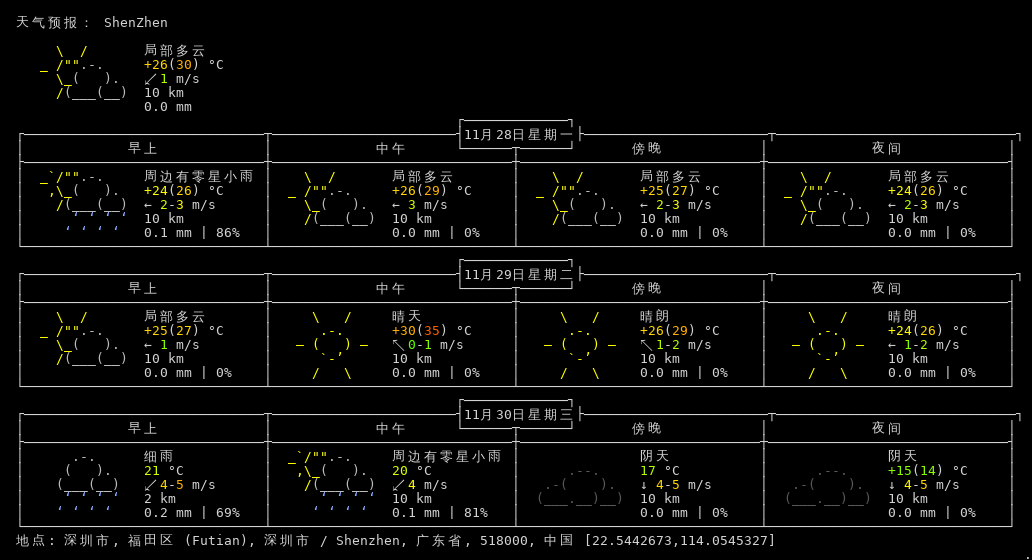 天气预报： ShenZhen
局部多云
+26(30) °C
↙ 1 m/s
10 km
0.0 mm
11月28日星期一
早上 中午 傍晚 夜间
周边有零星小雨 局部多云 局部多云 局部多云
+24(26) °C +26(29) °C +25(27) °C +24(26) °C
← 2-3 m/s ← 3 m/s ← 2-3 m/s ← 2-3 m/s
10 km 10 km 10 km 10 km
0.1 mm | 86% 0.0 mm | 0% 0.0 mm | 0% 0.0 mm | 0%
11月29日星期二
早上 中午 傍晚 夜间
局部多云 晴天 晴朗 晴朗
+25(27) °C +30(35) °C +26(29) °C +24(26) °C
← 1 m/s ↖ 0-1 m/s ↖ 1-2 m/s ← 1-2 m/s
10 km 10 km 10 km 10 km
0.0 mm | 0% 0.0 mm | 0% 0.0 mm | 0% 0.0 mm | 0%
11月30日星期三
早上 中午 傍晚 夜间
细雨 周边有零星小雨 阴天 阴天
21 °C 20 °C 17 °C +15(14) °C
↙ 4-5 m/s ↙ 4 m/s ↓ 4-5 m/s ↓ 4-5 m/s
2 km 10 km 10 km 10 km
0.2 mm | 69% 0.1 mm | 81% 0.0 mm | 0% 0.0 mm | 0%
地点: 深圳市, 福田区 (Futian), 深圳市 / Shenzhen, 广东省, 518000, 中国 [22.5442673,114.0545327]